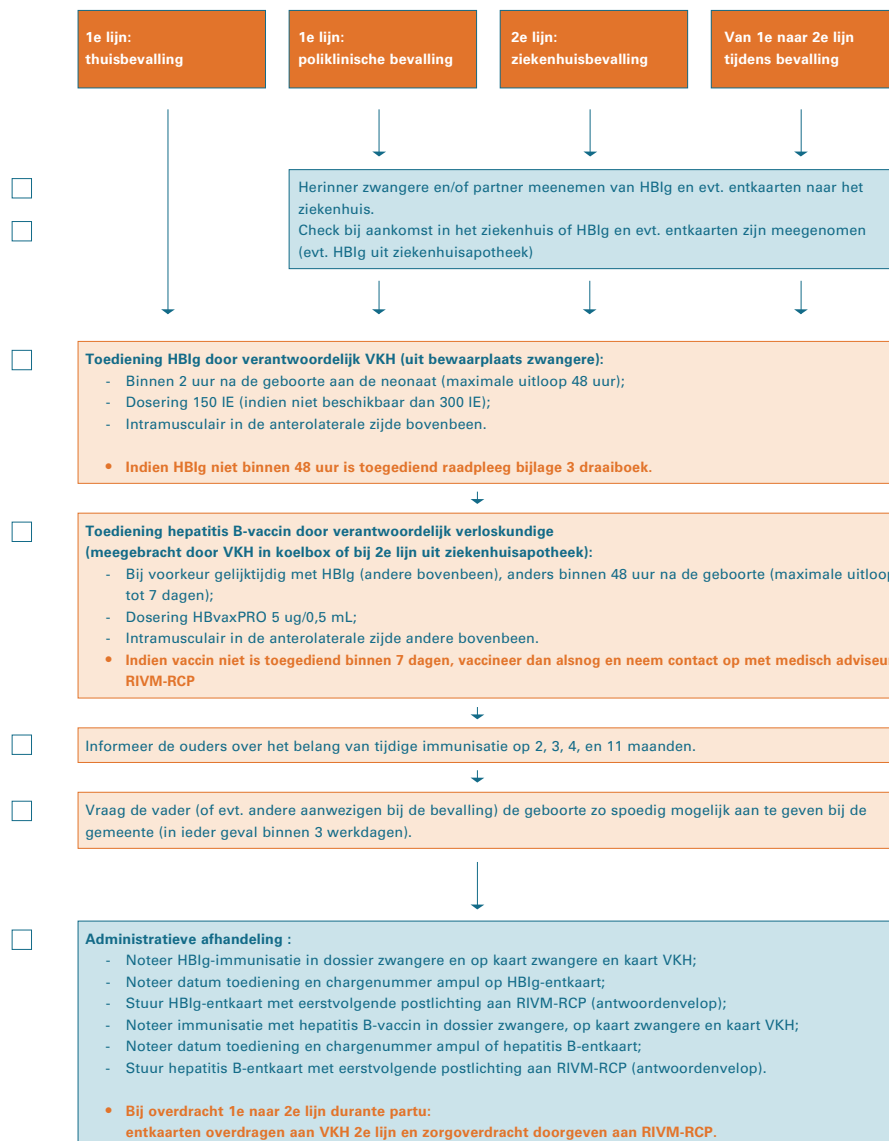 1e lijn:
thuisbevalling
1e lijn:
poliklinische bevalling
2e lijn:
ziekenhuisbevalling
Van 1e naar 2e lijn
tijdens bevalling
Herinner zwangere en/of partner meenemen van HBIg en evt. entkaarten naar het
ziekenhuis.
Check bij aankomst in het ziekenhuis of HBIg en evt. entkaarten zijn meegenomen
(evt. HBIg uit ziekenhuisapotheek)
Toediening HBIg door verantwoordelijk VKH (uit bewaarplaats zwangere):
- Binnen 2 uur na de geboorte aan de neonaat (maximale uitloop 48 uur);
- Dosering 150 IE (indien niet beschikbaar dan 300 IE);
- Intramusculair in de anterolaterale zijde bovenbeen.
• Indien HBIg niet binnen 48 uur is toegediend raadpleeg bijlage 3 draaiboek.
Toediening hepatitis B-vaccin door verantwoordelijk verloskundige
(meegebracht door VKH in koelbox of bij 2e lijn uit ziekenhuisapotheek):
- Bij voorkeur gelijktijdig met HBIg (andere bovenbeen), anders binnen 48 uur na de geboorte (maximale uitloop
tot 7 dagen);
- Dosering HBvaxPRO 5 ug/0,5 mL;
- Intramusculair in de anterolaterale zijde andere bovenbeen.
• Indien vaccin niet is toegediend binnen 7 dagen, vaccineer dan alsnog en neem contact op met medisch adviseur
RIVM-RCP
Informeer de ouders over het belang van tijdige immunisatie op 2, 3, 4, en 11 maanden.
Vraag de vader (of evt. andere aanwezigen bij de bevalling) de geboorte zo spoedig mogelijk aan te geven bij de
gemeente (in ieder geval binnen 3 werkdagen).
Administratieve afhandeling :
- Noteer HBIg-immunisatie in dossier zwangere en op kaart zwangere en kaart VKH;
- Noteer datum toediening en chargenummer ampul op HBIg-entkaart;
- Stuur HBIg-entkaart met eerstvolgende postlichting aan RIVM-RCP (antwoordenvelop);
- Noteer immunisatie met hepatitis B-vaccin in dossier zwangere, op kaart zwangere en kaart VKH;
- Noteer datum toediening en chargenummer ampul of hepatitis B-entkaart;
- Stuur hepatitis B-entkaart met eerstvolgende postlichting aan RIVM-RCP (antwoordenvelop).
• Bij overdracht 1e naar 2e lijn durante partu:
entkaarten overdragen aan VKH 2e lijn en zorgoverdracht doorgeven aan RIVM-RCP.